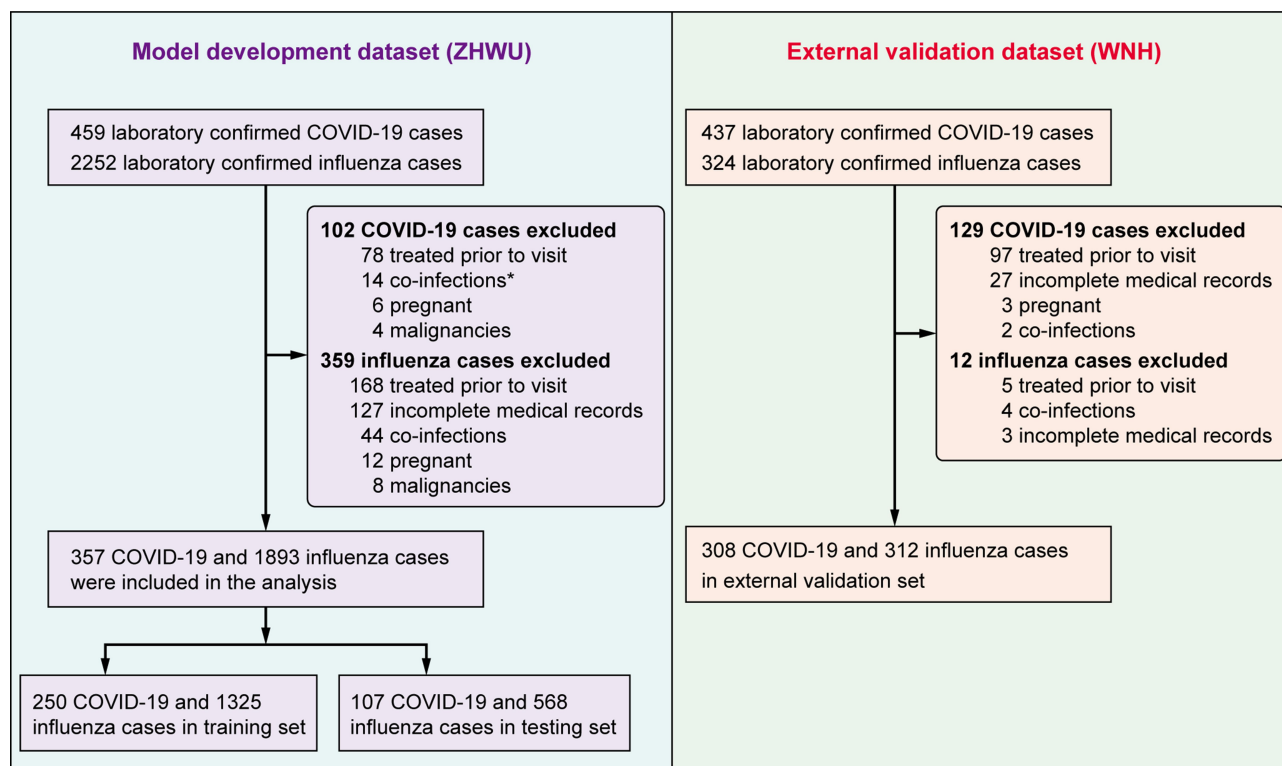 Model development dataset (ZHWU)
459 laboratory confirmed COVID-19 cases
2252 laboratory confirmed influenza cases
102 COVID-19 cases excluded
78 treated prior to visit
14 co-infections*
6 pregnant
4 malignancies
359 influenza cases excluded
168 treated prior to visit
127 incomplete medical records
44 co-infections
12 pregnant
8 malignancies
357 COVID-19 and 1893 influenza cases
were included in the analysis
250 COVID-19 and 1325
influenza cases in training set
107 COVID-19 and 568
influenza cases in testing set
External validation dataset (WNH)
437 laboratory confirmed COVID-19 cases
324 laboratory confirmed influenza cases
129 COVID-19 cases excluded
97 treated prior to visit
27 incomplete medical records
3 pregnant
2 co-infections
12 influenza cases excluded
5 treated prior to visit
4 co-infections
3 incomplete medical records
308 COVID-19 and 312 influenza cases
in external validation set